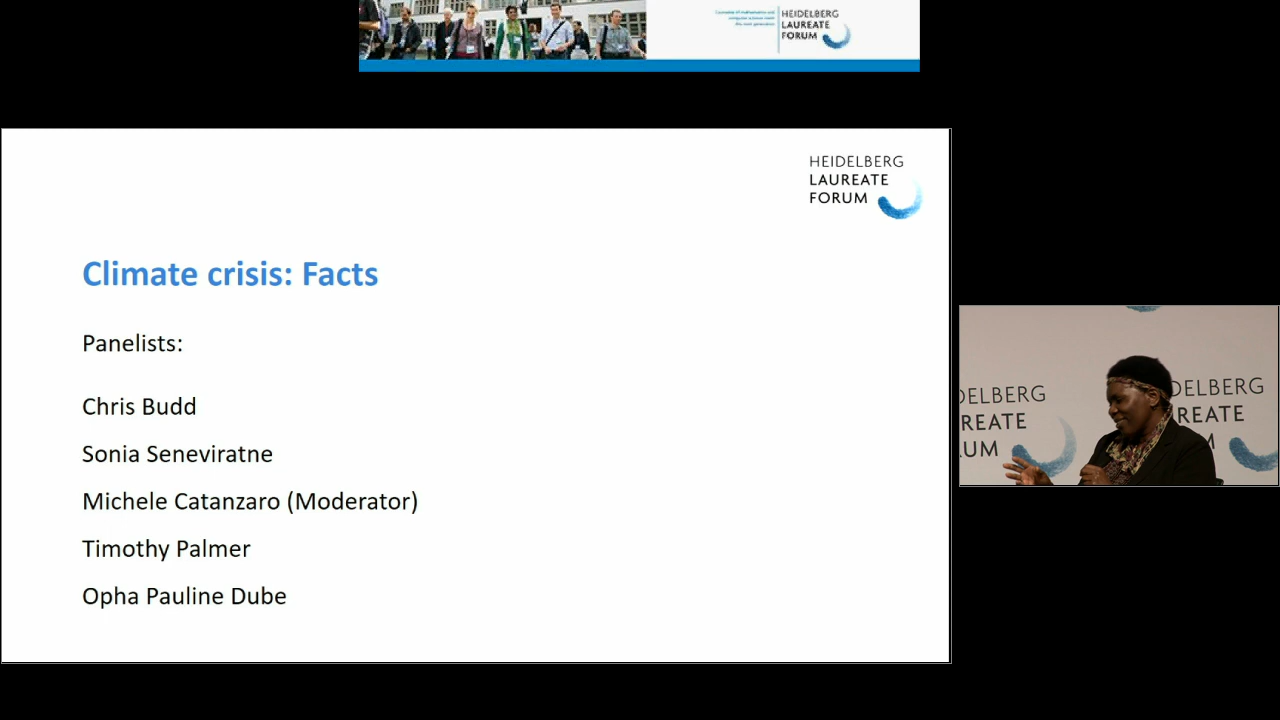 HEIDELBERG
LAUREATE
FORUM
HEIDELBERG
LAUREATE
FORUM
Climate crisis: Facts
Panelists:
Chris Budd
Sonia Seneviratne
Michele Catanzaro (Moderator)
Timothy Palmer
Opha Pauline Dube
DELBERG
REATE
UM
DELBERG
REATE
M